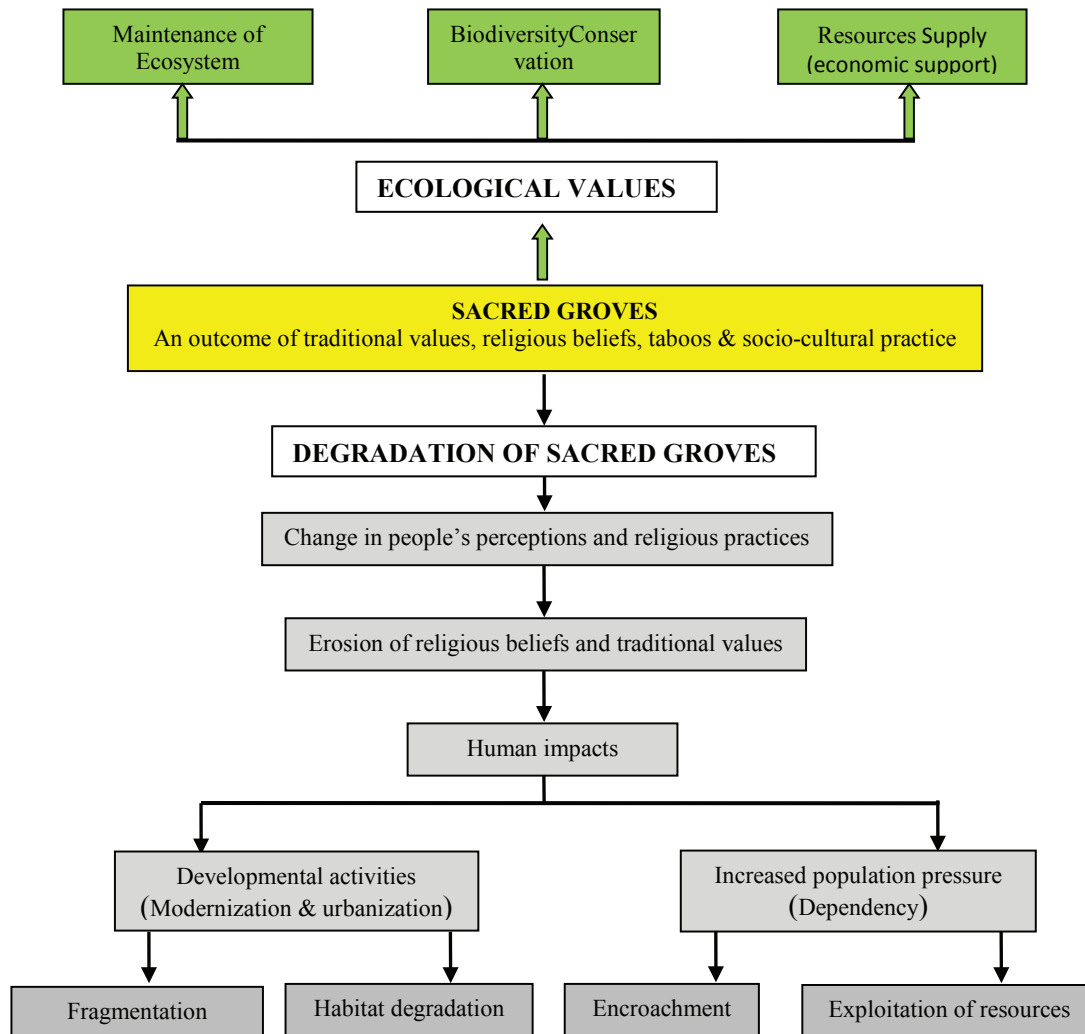 Maintenance of
Ecosystem
BiodiversityConser
vation
Resources Supply
(economic support)
ECOLOGICAL VALUES
SACRED GROVES
An outcome of traditional values, religious beliefs, taboos & socio-cultural practice
DEGRADATION OF SACRED GROVES
Change in people’s perceptions and religious practices
Erosion of religious beliefs and traditional values
Human impacts
Developmental activities
(Modernization & urbanization)
Increased population pressure
(Dependency)
Fragmentation
Habitat degradation
Encroachment
Exploitation of resources